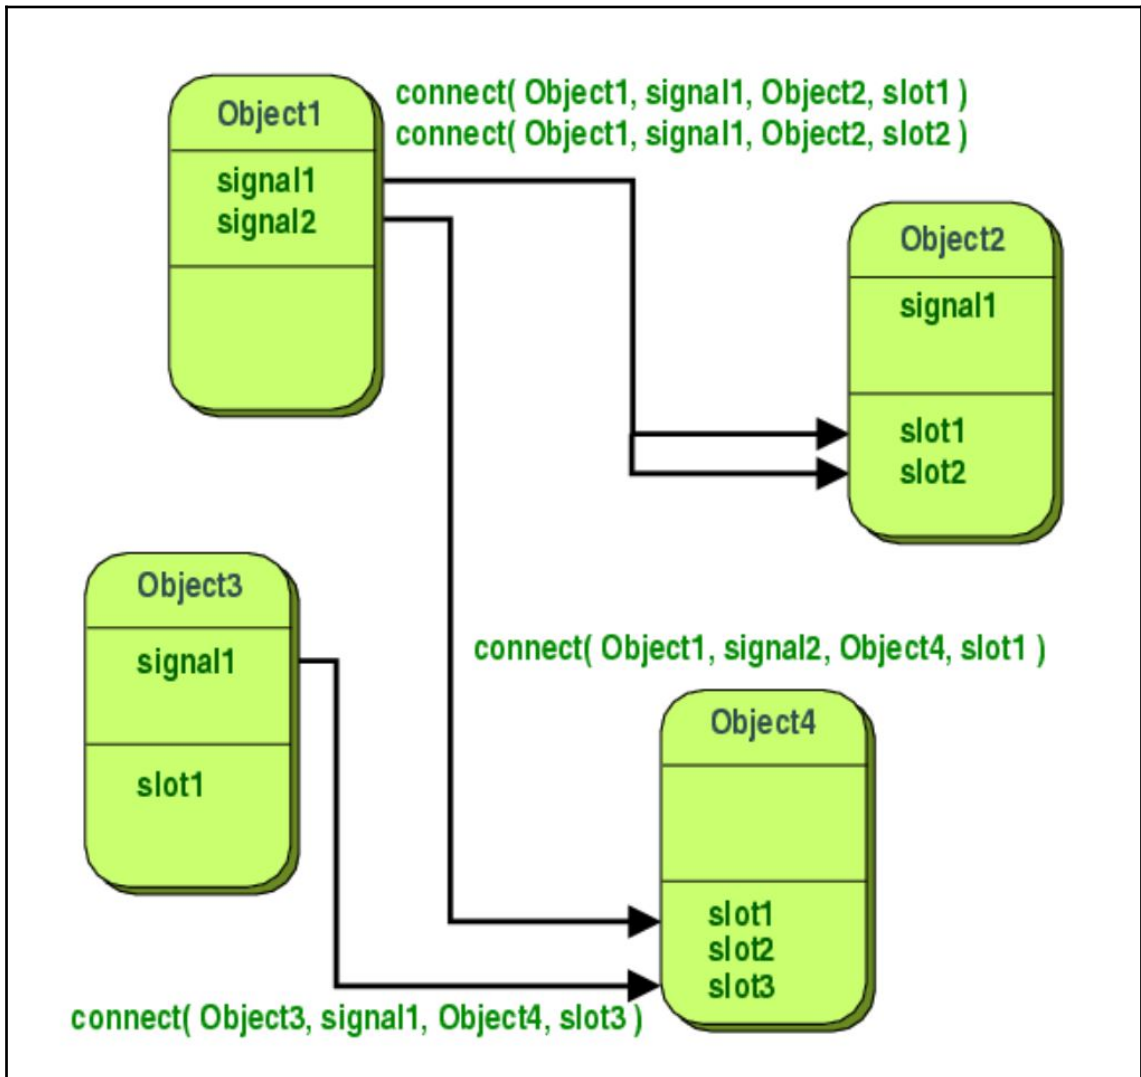 Object1
connect( Object1, signal1, Object2, slot1 )
connect( Object1, signal1, Object2, slot2 )
signal1
signal2
Object2
signal1
slot1
slot2
Object3
signal1
slot1
connect( Object1, signal2, Object4, slot1 )
Object4
slot1
slot2
slot3
connect( Object3, signal1, Object4, slot3 )